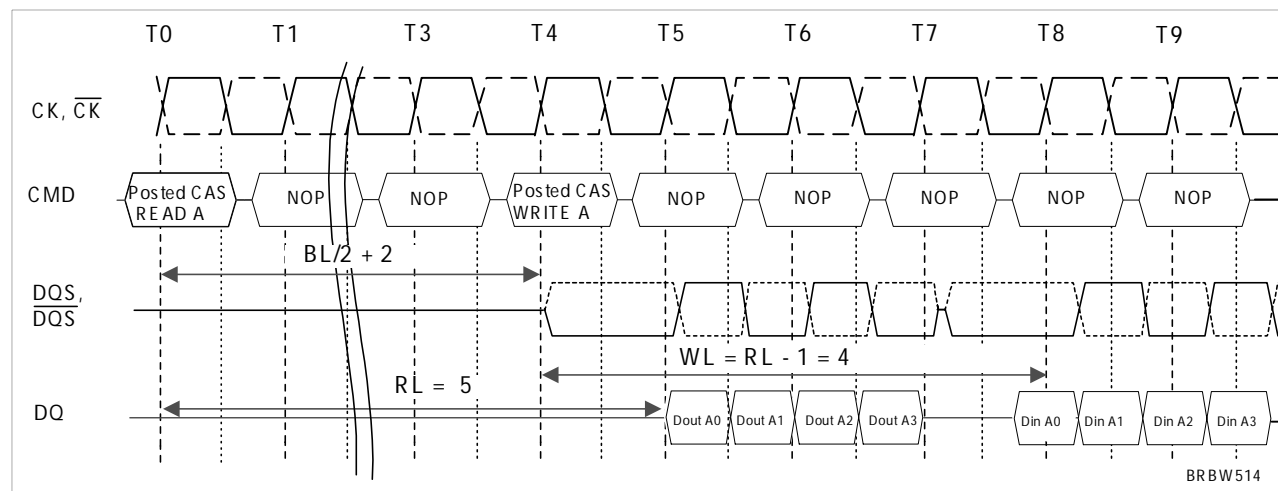 T0 T1 T3 T4 T5 T6 T7 T8 T9
CK, CK
CMD
Posted CAS
READ A
NOP
NOP
Posted CAS
WRITE A
NOP
NOP
NOP
NOP
NOP
BL/2 + 2
DQS,
DQS
WL = RL - 1 = 4
RL = 5
DQ
Dout A0
Dout A1
Dout A2
Dout A3
Din A0
Din A1
Din A2
Din A3
BRBW514